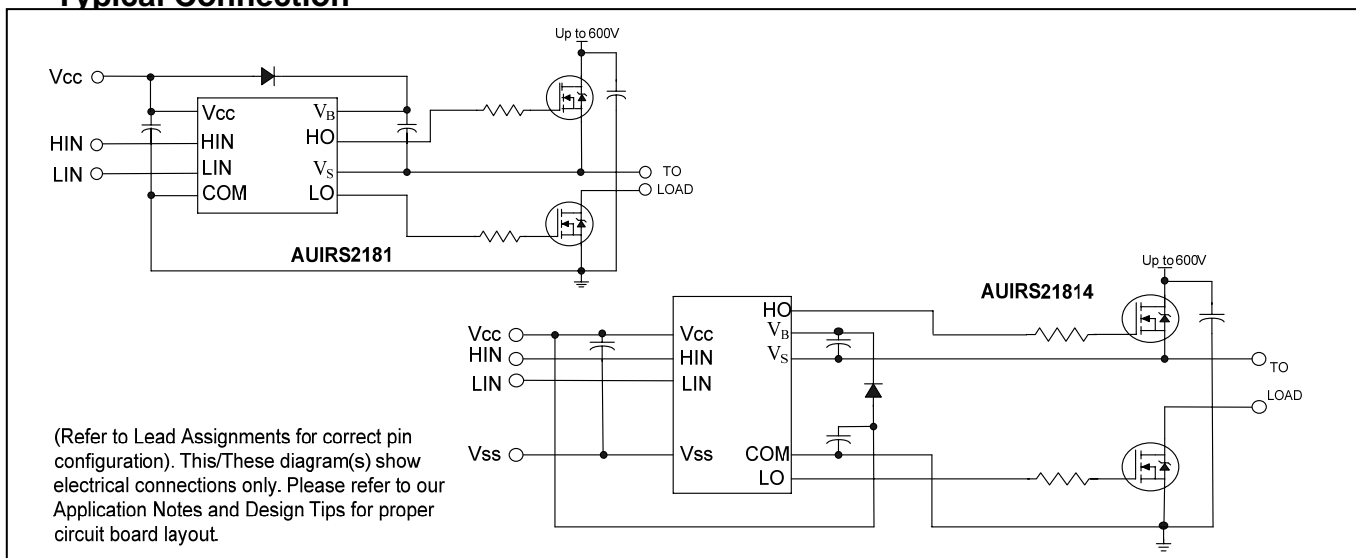 Typical Connection
Up to 600V
Vcc
Vcc
VB
HIN
HIN
HO
LIN
LIN
VS
TO
COM
LO
LOAD
AUIRS2181
Up to 600V
AUIRS21814
HO
Vcc
Vcc
VB
HIN
HIN
VS
LIN
LIN
TO
LOAD
Vss
Vss
COM
LO
(Refer to Lead Assignments for correct pin
configuration). This/These diagram(s) show
electrical connections only. Please refer to our
Application Notes and Design Tips for proper
circuit board layout.